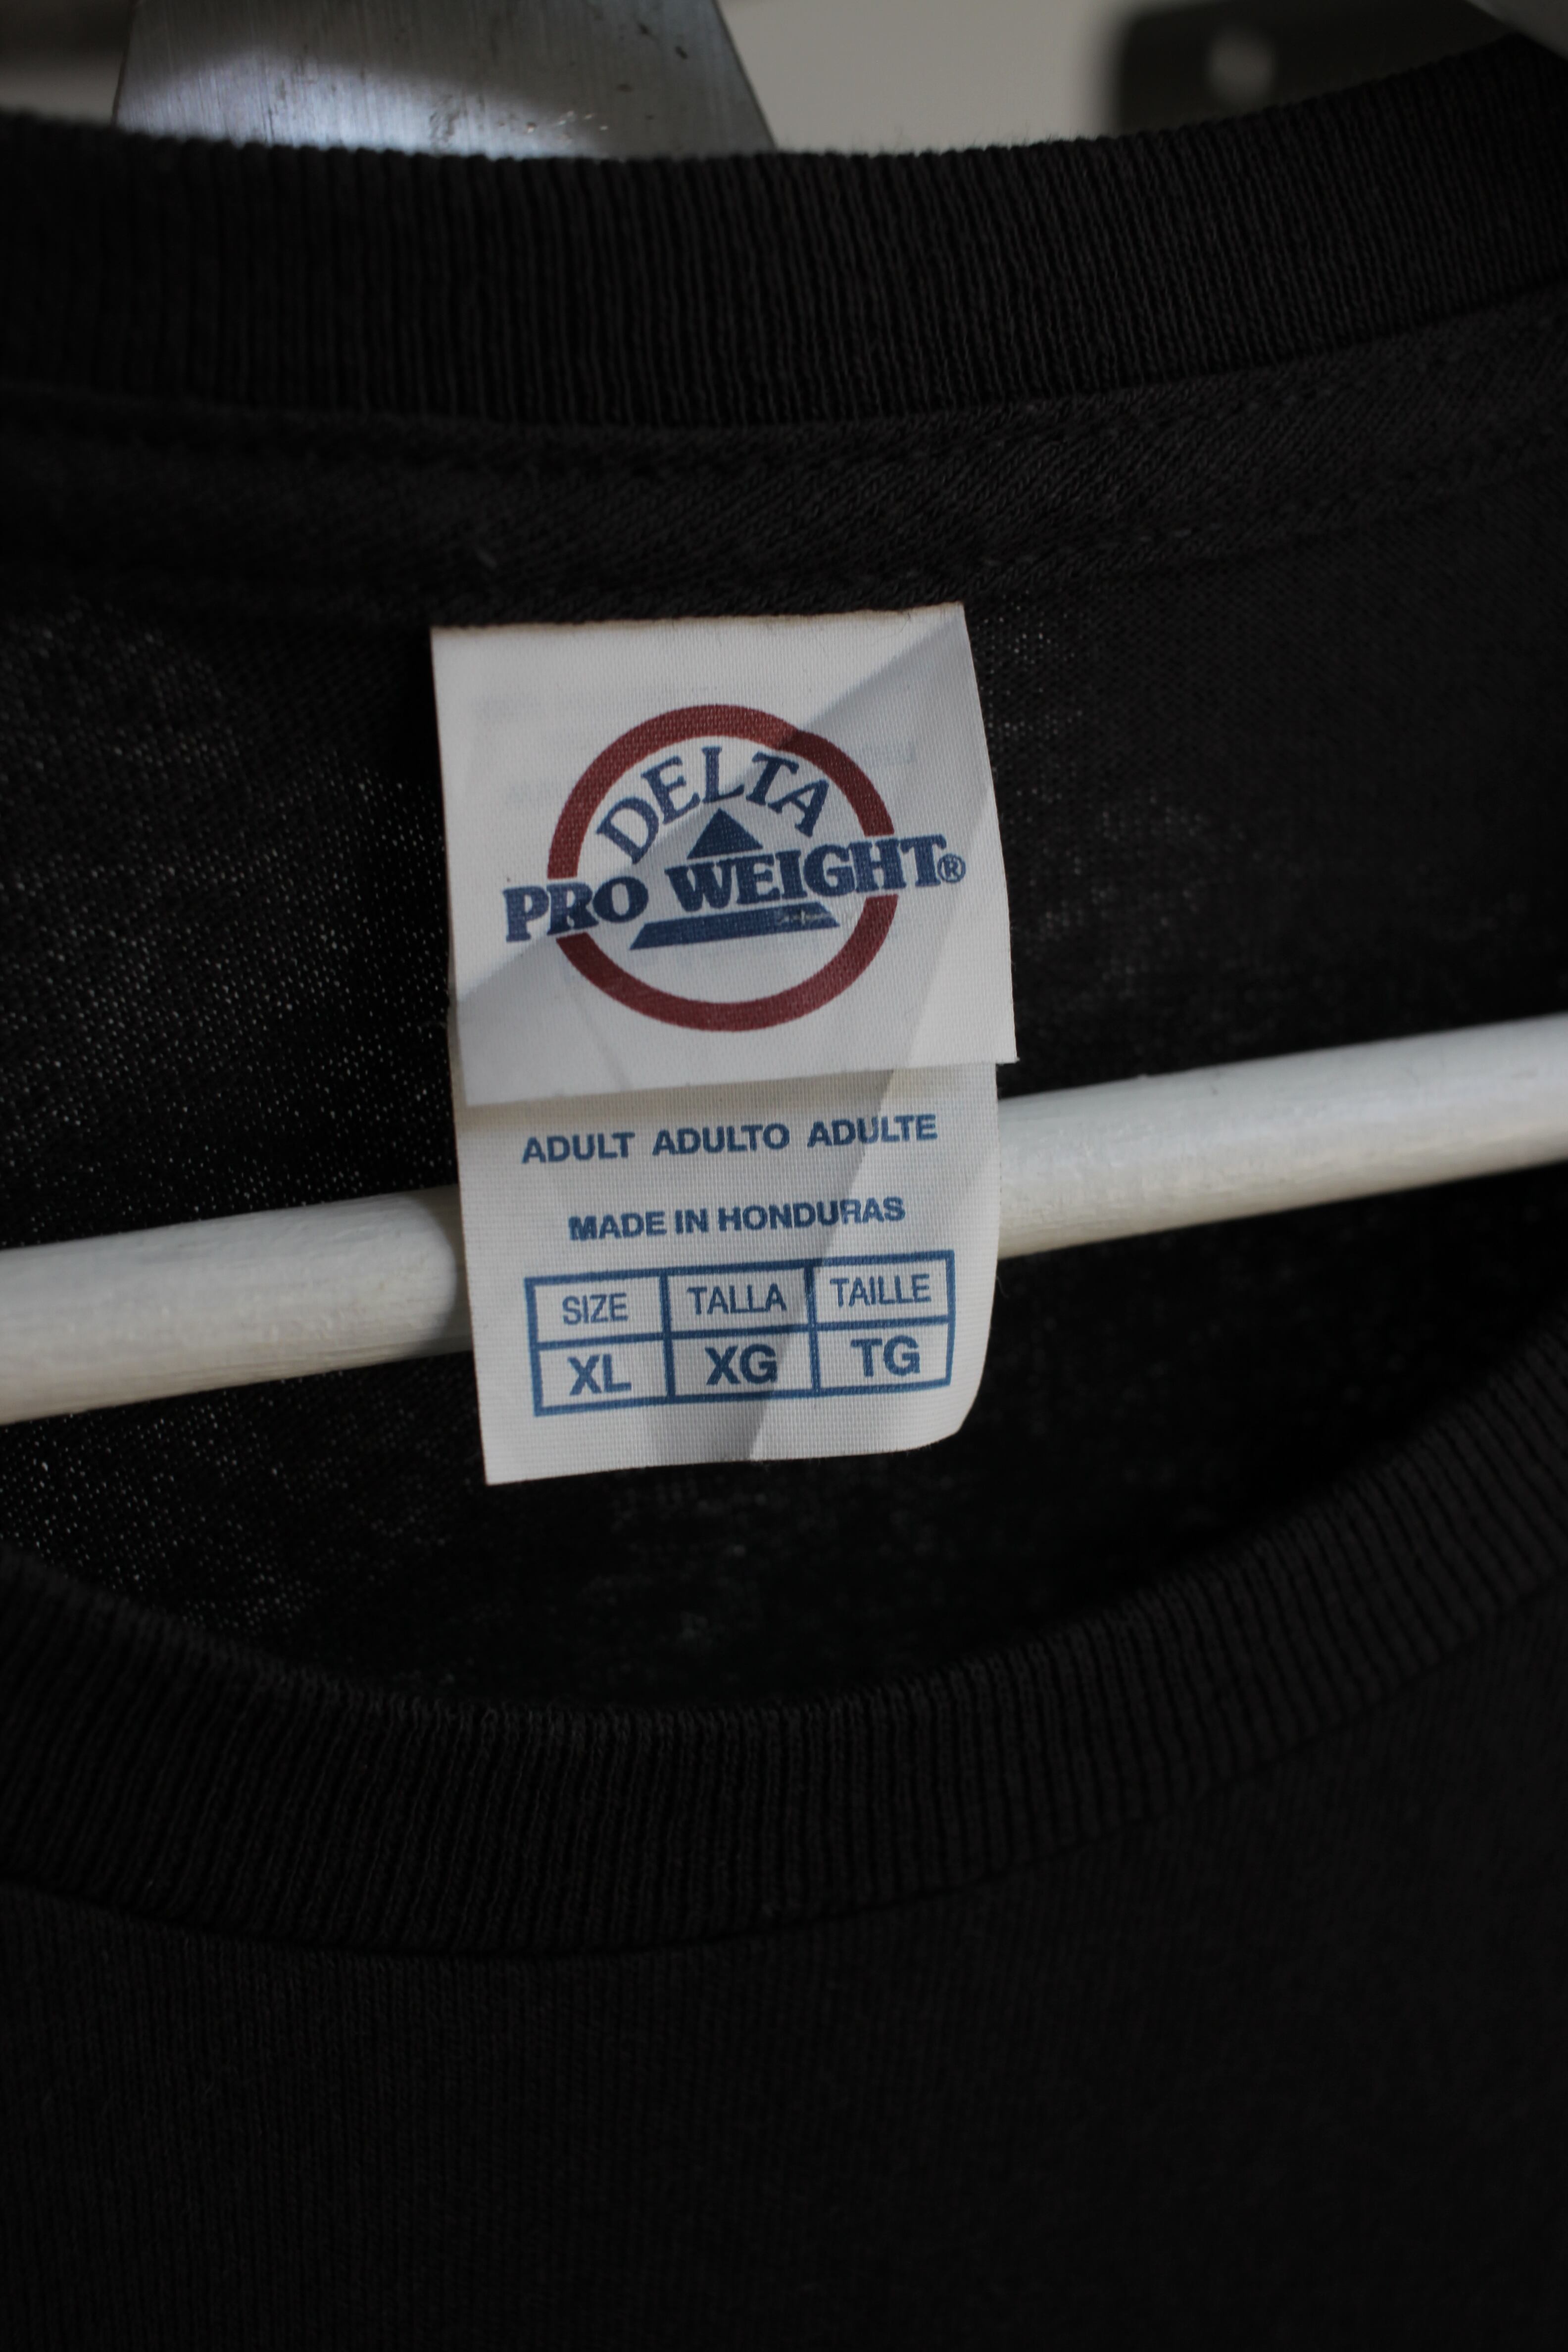 DELTA
PRO WEIGHT®
ADULT ADULTO ADULTE
MADE IN HONDURAS
SIZE TALLA TAILLE
XL XG TG